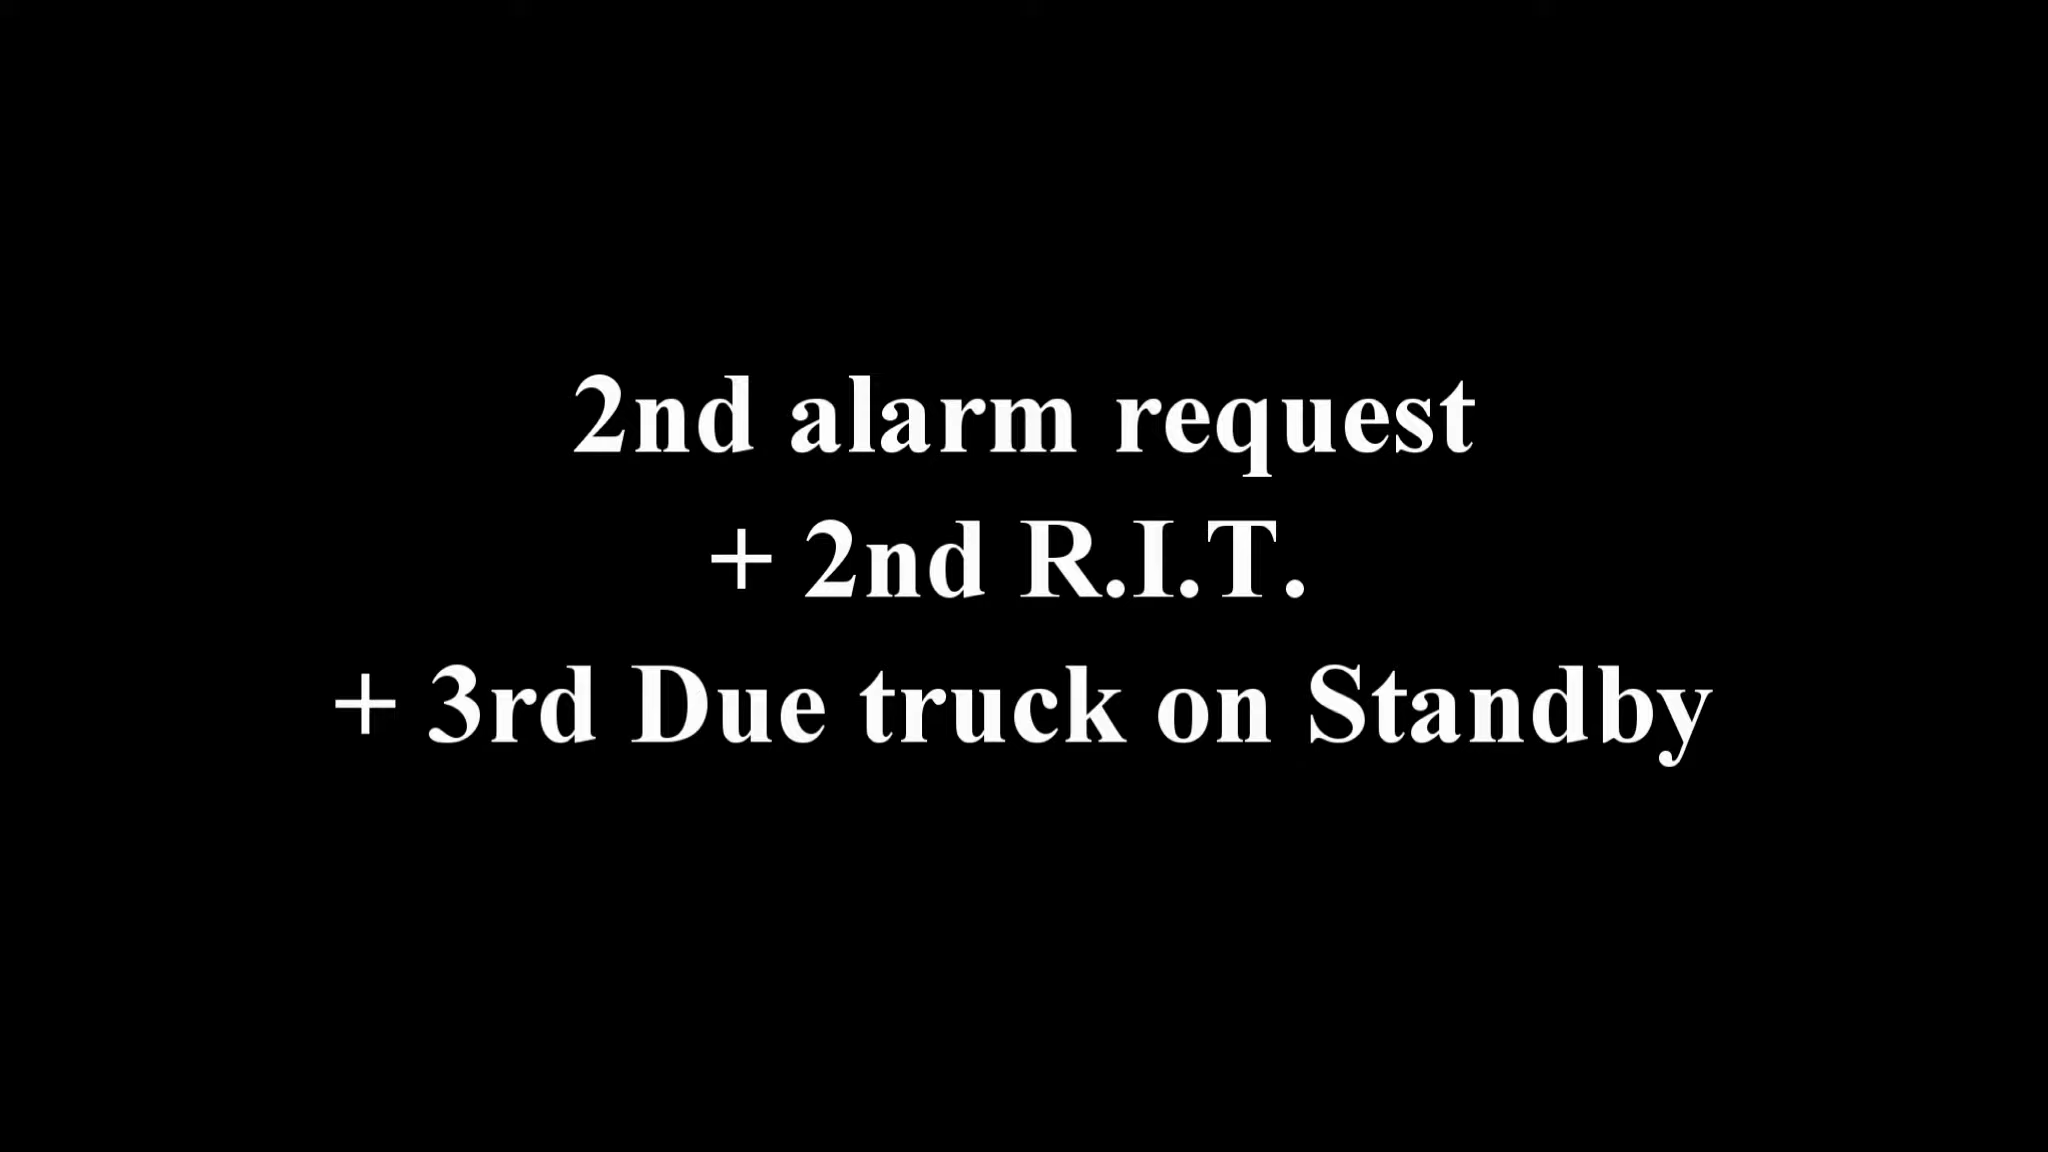 2nd alarm request
+ 2nd R.I.T.
+ 3rd Due truck on Standby